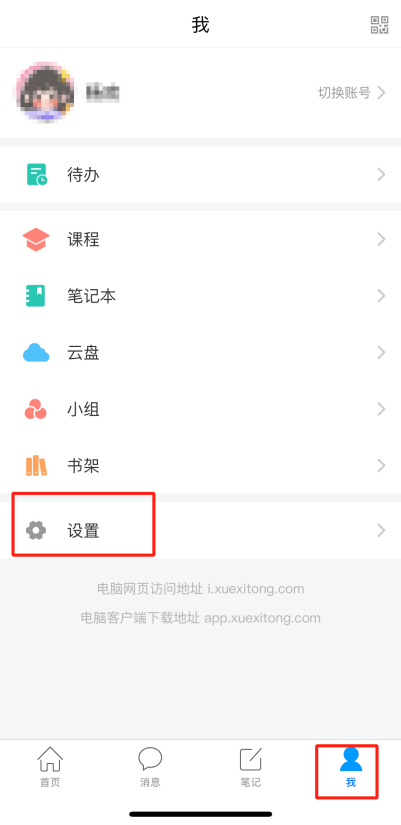 我
切换账号
待办
课程
笔记本
云盘
小组
书架
设置
电脑网页访问地址 i.xuexitong.com
电脑客户端下载地址 app.xuexitong.com
首页
消息
笔记
我